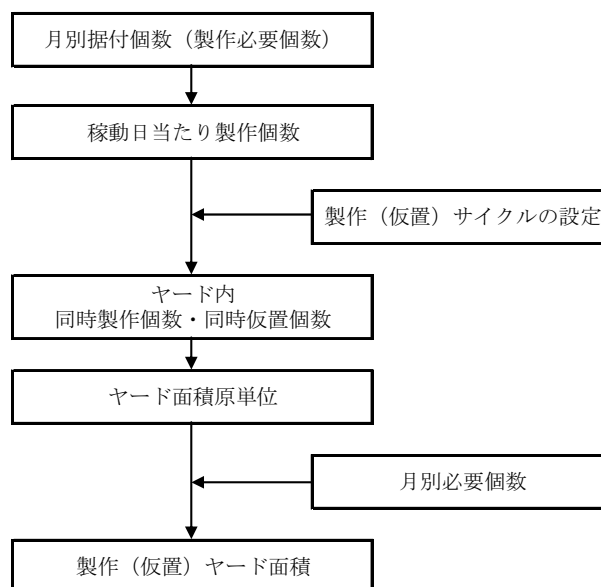 月別据付個数（製作必要個数）
稼動日当たり製作個数
製作（仮置）サイクルの設定
ヤード内
同時製作個数・同時仮置個数
ヤード面積原単位
月別必要個数
製作（仮置）ヤード面積